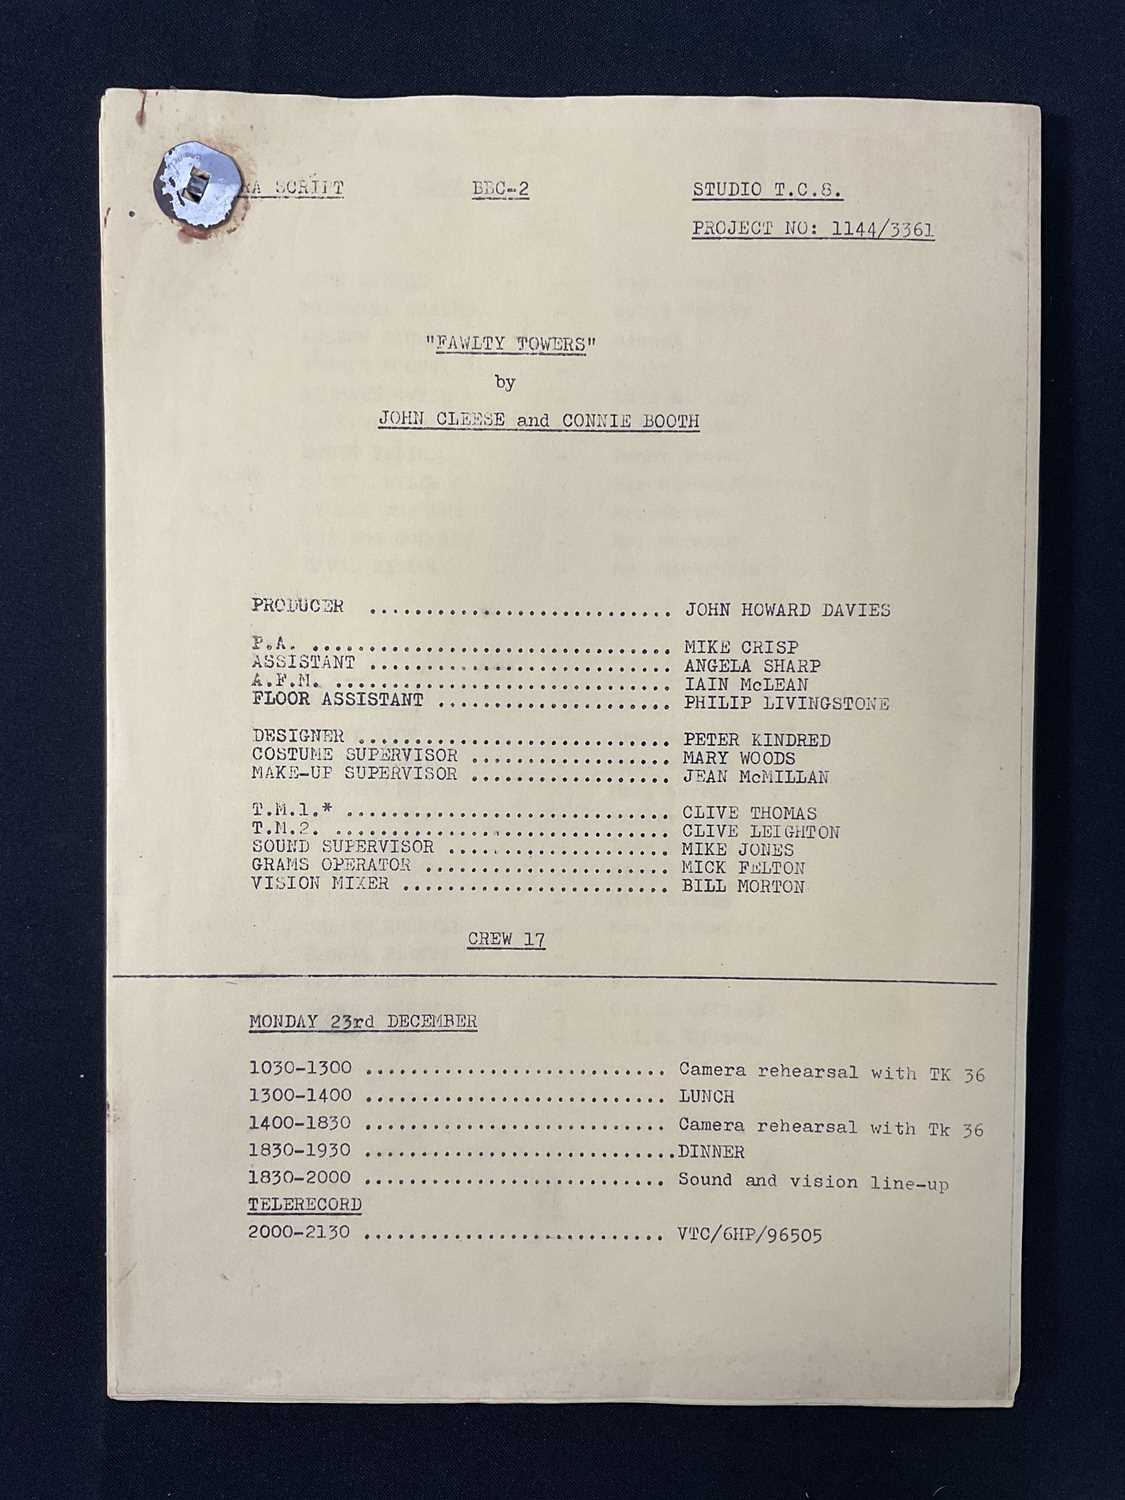 RA SCRIPT BBC-2 STUDIO T.C.8.
PROJECT NO: 1144/3361
"FAWLTY TOWERS"
by
JOHN CLEESE and CONNIE BOOTH
PRODUCER ........................... JOHN HOWARD DAVIES
P.A. ................................ MIKE CRISP
ASSISTANT ........................... ANGELA SHARP
A.F.M. .............................. IAIN McLEAN
FLOOR ASSISTANT ..................... PHILIP LIVINGSTONE
DESIGNER ............................ PETER KINDRED
COSTUME SUPERVISOR .................. MARY WOODS
MAKE-UP SUPERVISOR .................. JEAN McMILLAN
T.M.1.* ............................. CLIVE THOMAS
T.M.2. .............................. CLIVE LEIGHTON
SOUND SUPERVISOR .................... MIKE JONES
GRAMS OPERATOR ...................... MICK FELTON
VISION MIXER ........................ BILL MORTON
CREW 17
MONDAY 23rd DECEMBER
1030-1300 ........................... Camera rehearsal with TK 36
1300-1400 ........................... LUNCH
1400-1830 ........................... Camera rehearsal with Tk 36
1830-1930 ............................DINNER
1830-2000 ........................... Sound and vision line-up
TELERECORD
2000-2130 ........................... VTC/6HP/96505